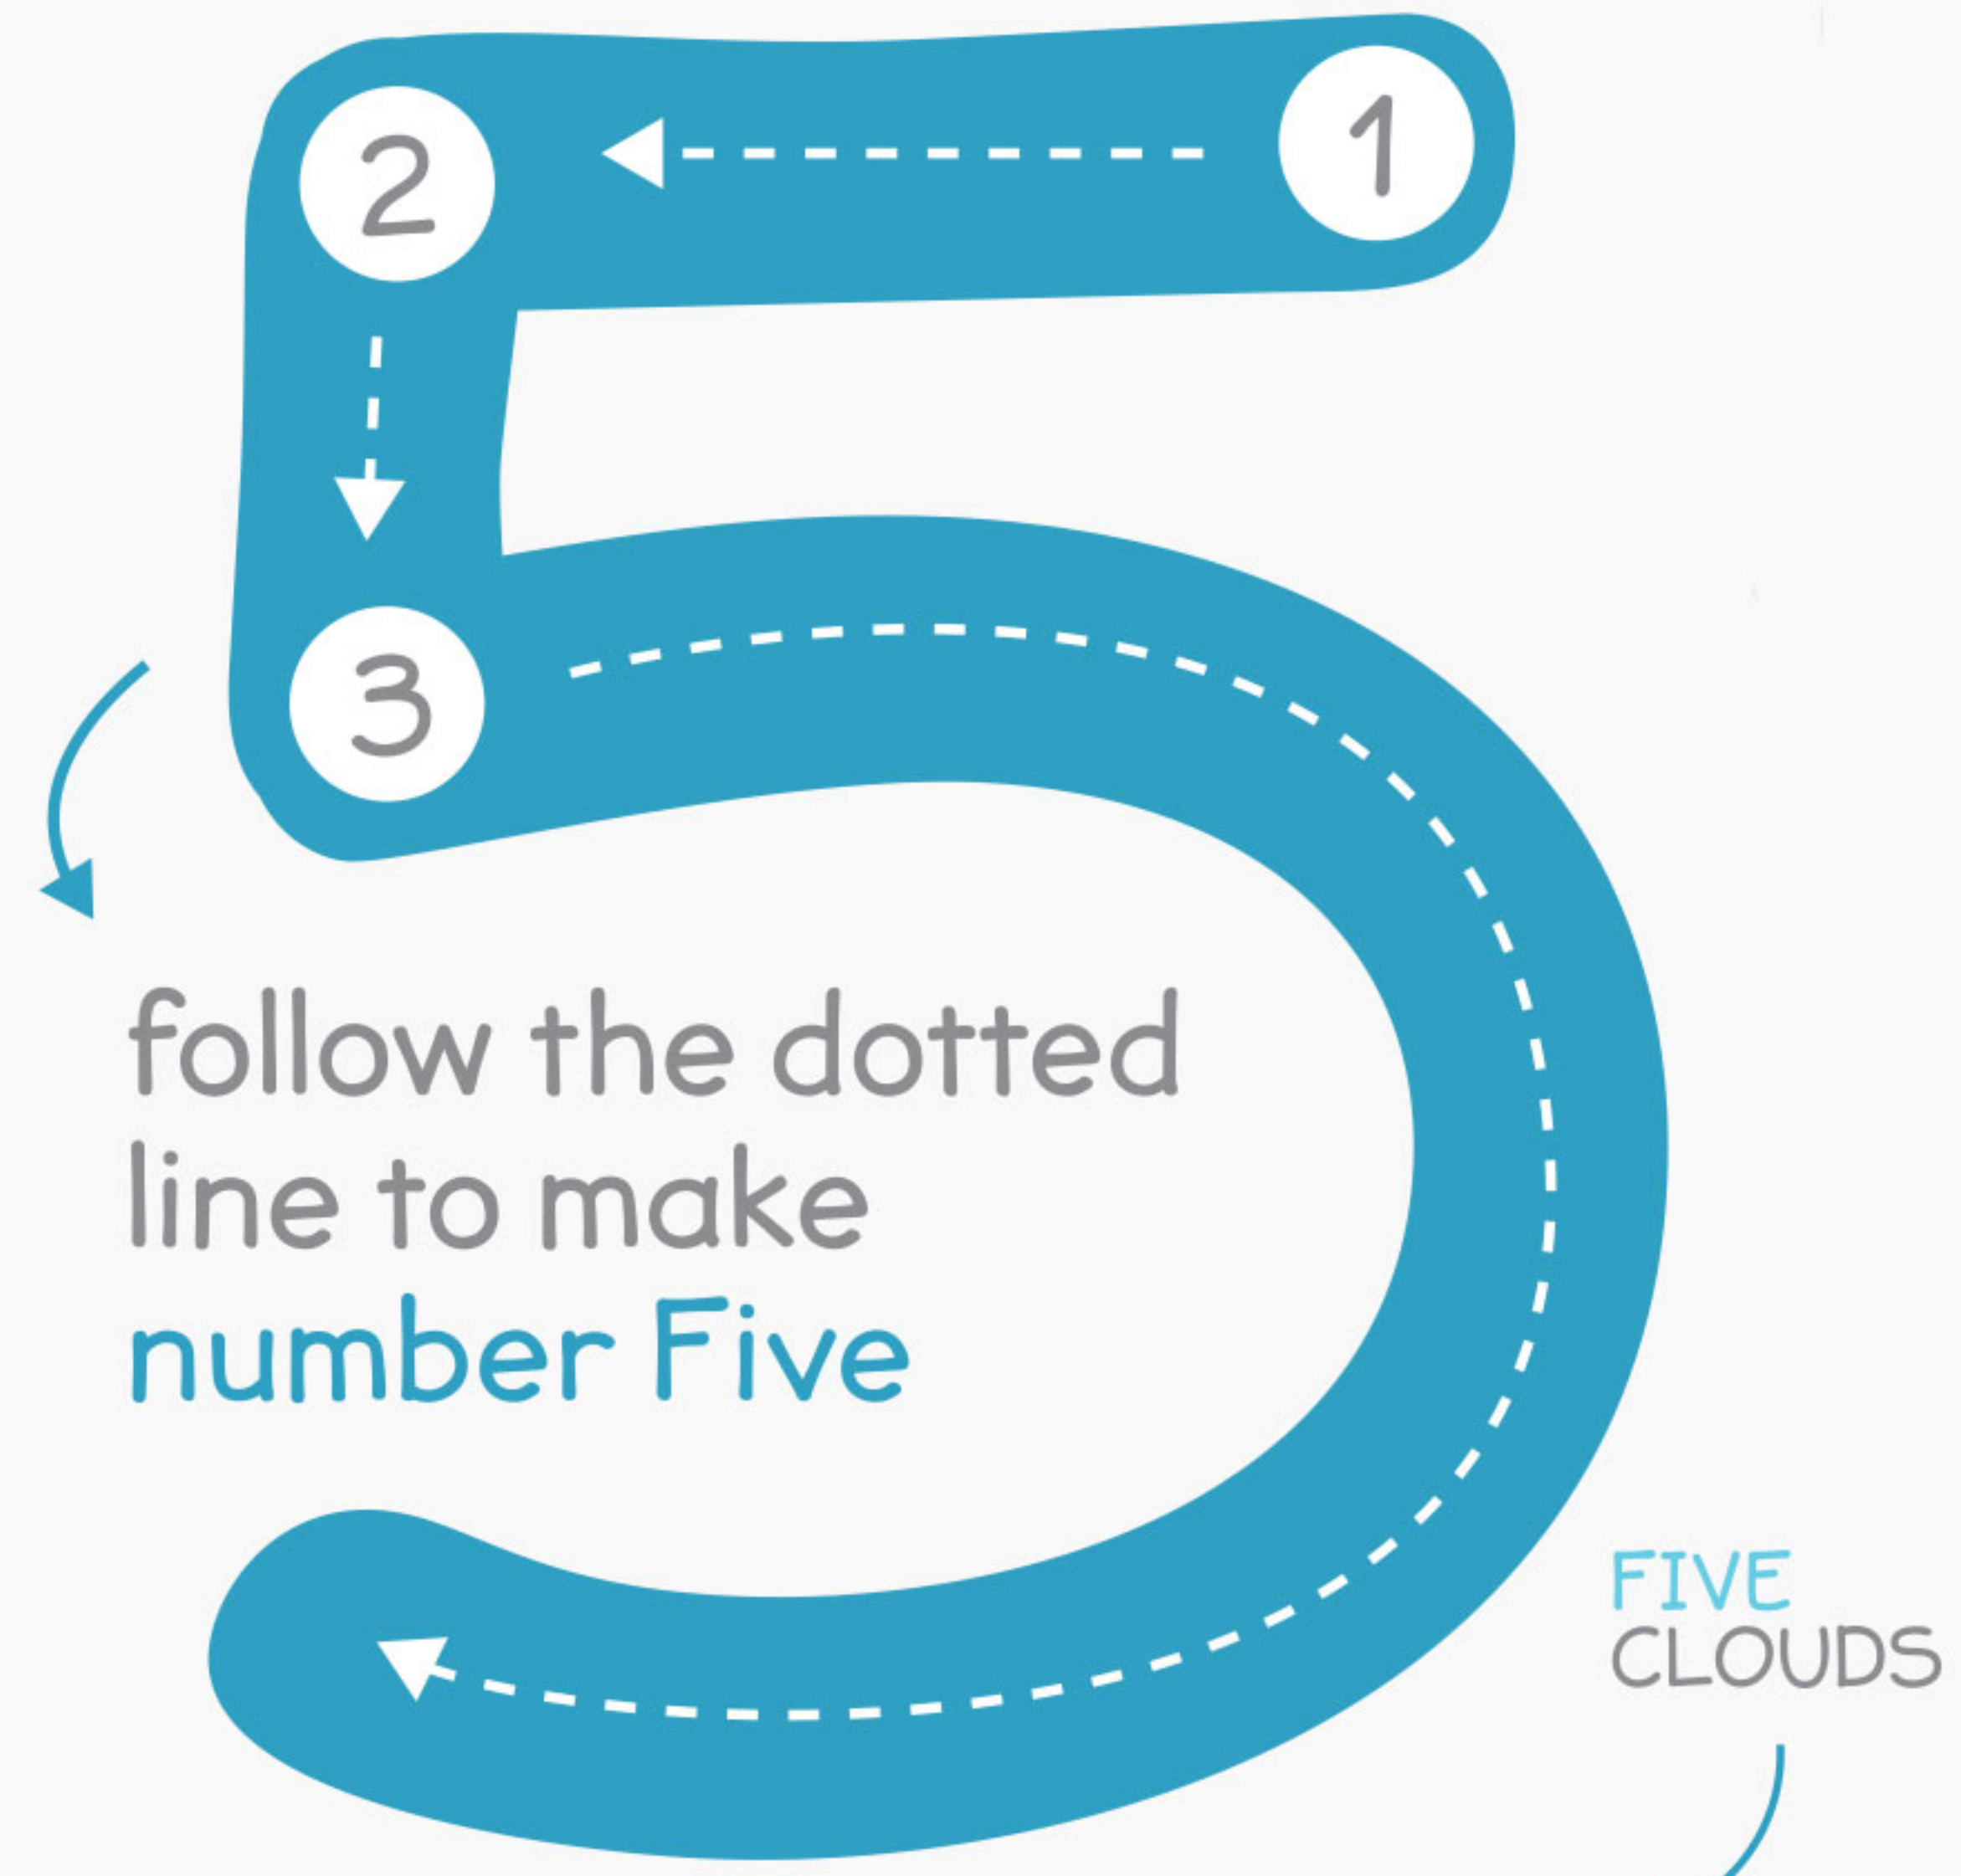 1
2
3
follow the dotted
line to make
number Five
FIVE
CLOUDS